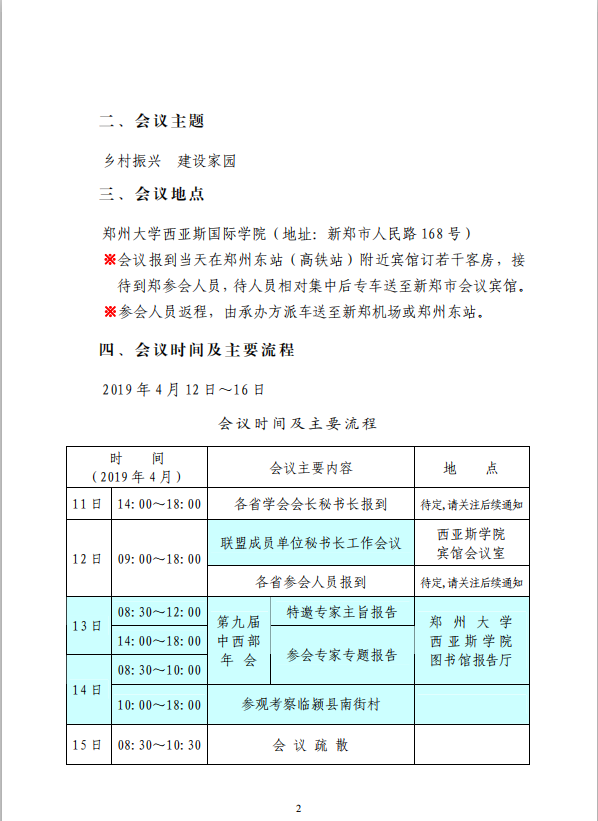 二、会议主题
乡村振兴 建设家园
三、会议地点
郑州大学西亚斯国际学院（地址：新郑市人民路168号）
※会议报到当天在郑州东站（高铁站）附近宾馆订若干客房，接
待到郑参会人员，待人员相对集中后专车送至新郑市会议宾馆。
※参会人员返程，由承办方派车送至新郑机场或郑州东站。
四、会议时间及主要流程
2019年4月12日～16日
会议时间及主要流程
时 间
（2019年4月）
会议主要内容
地 点
11日
14:00～18:00
各省学会会长秘书长报到
待定,请关注后续通知
12日
09:00～18:00
联盟成员单位秘书长工作会议
西亚斯学院
宾馆会议室
各省参会人员报到
待定,请关注后续通知
13日
08:30～12:00
第九届
中西部
年 会
特邀专家主旨报告
郑 州 大 学
西亚斯学院
图书馆报告厅
14:00～18:00
参会专家专题报告
14日
08:30～10:00
10:00～18:00
参观考察临颍县南街村
15日
08:30～10:30
会 议 疏 散
2